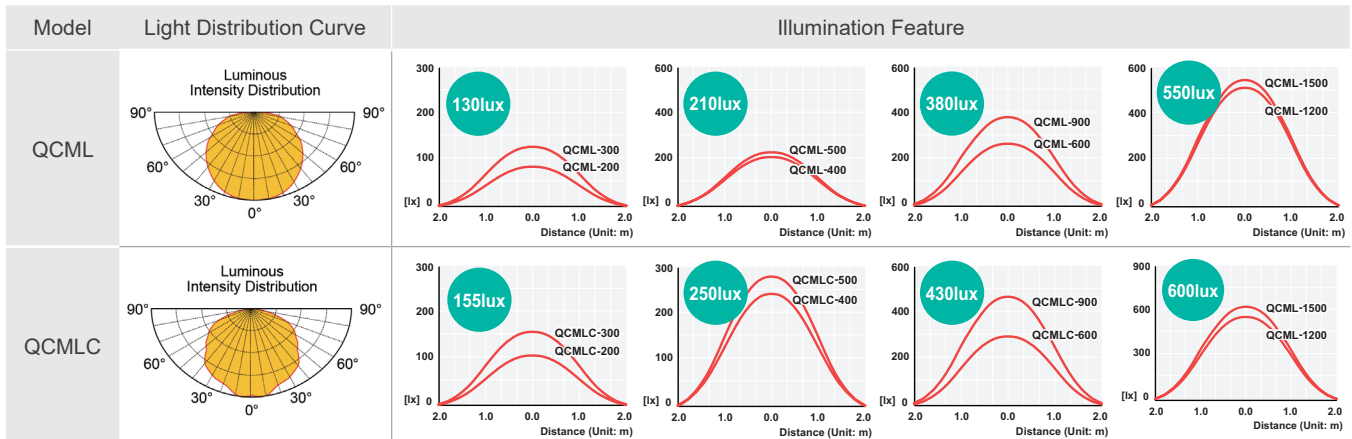 Model Light Distribution Curve Illumination Feature
QCML
Luminous
Intensity Distribution
90° 90°
60° 60°
30° 30°
0°
300
200
100
[lx] 0
130lux
QCML-300
QCML-200
2.0 1.0 0.0 1.0 2.0
Distance (Unit: m)
600
400
200
[lx] 0
210lux
QCML-500
QCML-400
2.0 1.0 0.0 1.0 2.0
Distance (Unit: m)
600
400
200
[lx] 0
380lux
QCML-900
QCML-600
2.0 1.0 0.0 1.0 2.0
Distance (Unit: m)
600
400
200
[lx] 0
550lux
QCML-1500
QCML-1200
2.0 1.0 0.0 1.0 2.0
Distance (Unit: m)
QCMLC
Luminous
Intensity Distribution
90° 90°
60° 60°
30° 30°
0°
300
200
100
[lx] 0
155lux
QCMLC-300
QCMLC-200
2.0 1.0 0.0 1.0 2.0
Distance (Unit: m)
300
200
100
[lx] 0
250lux
QCMLC-500
QCMLC-400
2.0 1.0 0.0 1.0 2.0
Distance (Unit: m)
600
400
200
[lx] 0
430lux
QCMLC-900
QCMLC-600
2.0 1.0 0.0 1.0 2.0
Distance (Unit: m)
900
600
300
[lx] 0
600lux
QCML-1500
QCML-1200
2.0 1.0 0.0 1.0 2.0
Distance (Unit: m)